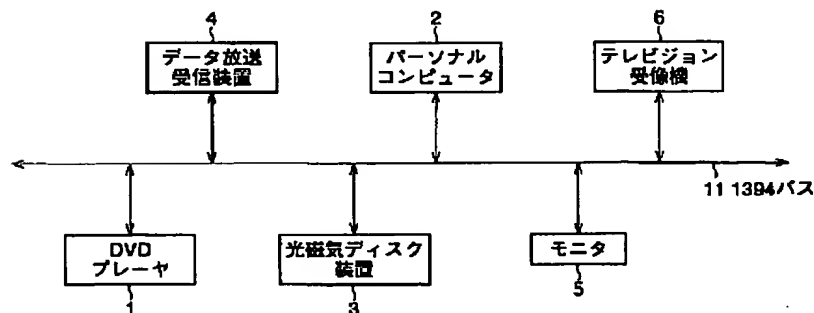 4
データ放送
受信装置
2
パーソナル
コンピュータ
6
テレビジョン
受像機
11 1394バス
DVD
プレーヤ
1
光磁気ディスク
装置
3
モニタ
5